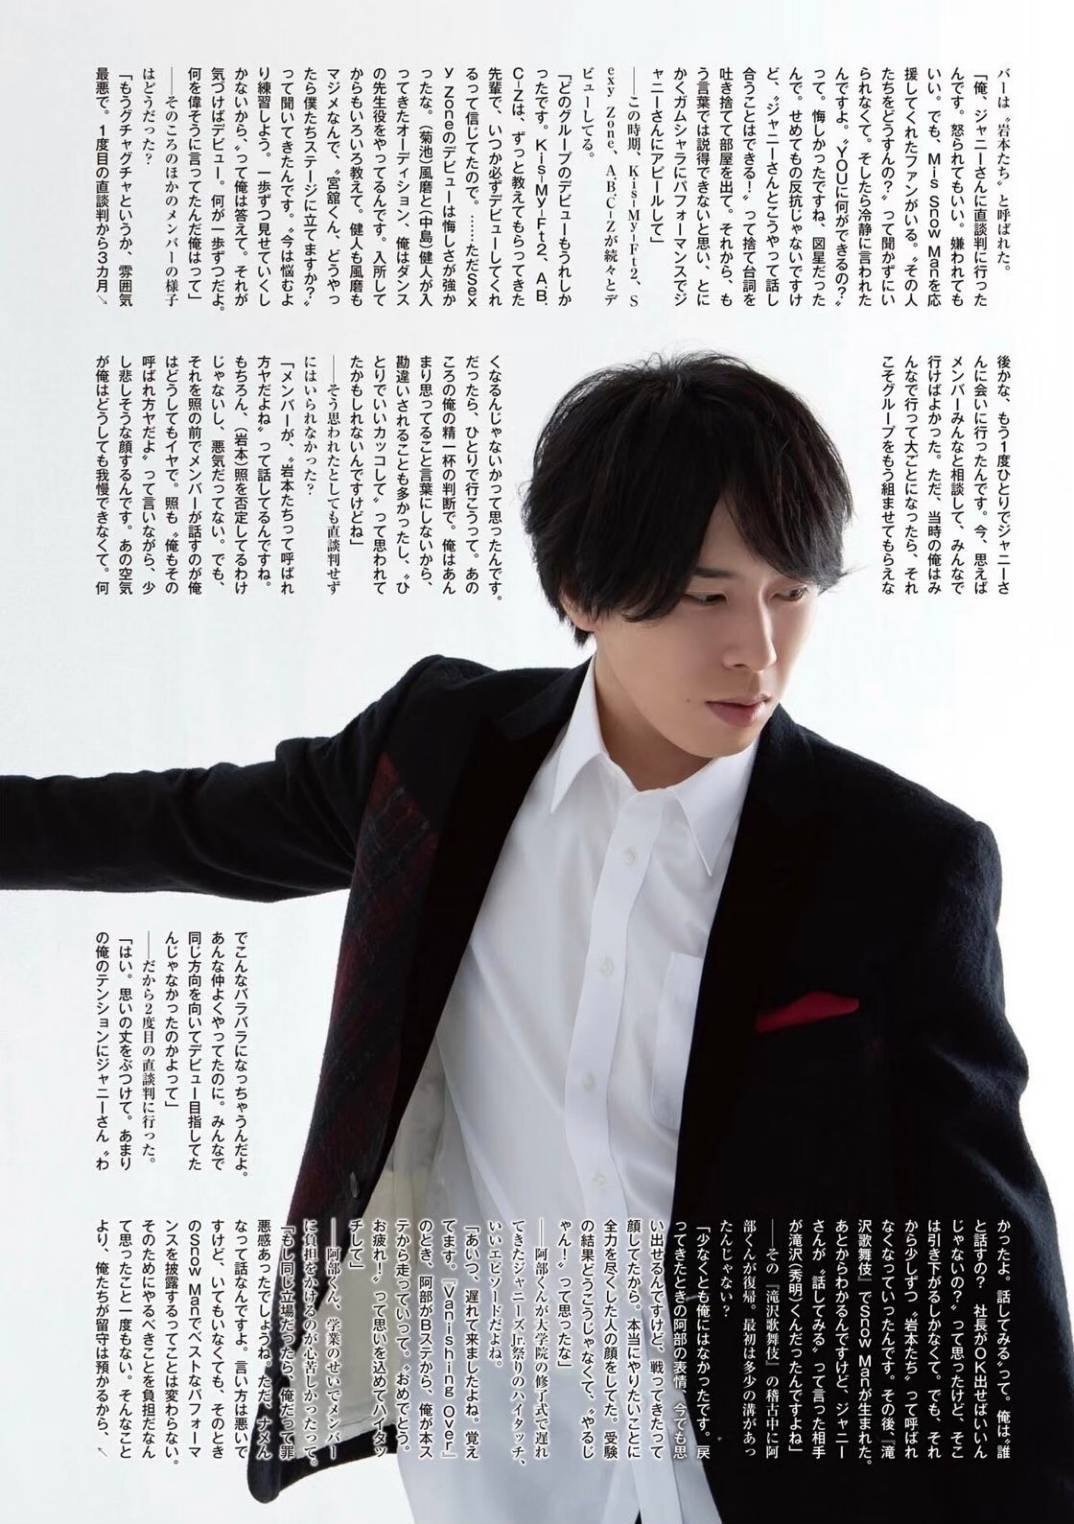 バーは〝岩本たち〟と呼ばれた。
「俺、ジャニーさんに直談判に行った
んです。怒られてもいい。嫌われても
いい。でも、Mis Snow Manを応
援してくれたファンがいる。〝その人
たちをどうすんの？〟って聞かずにい
られなくて。そしたら冷静に言われた
んですよ。〝YOUに何ができるの？〟
って。悔しかったですね、図星だった
んで。せめてもの反抗じゃないですけ
ど、〝ジャニーさんとこうやって話し
合うことはできる！〟って捨て台詞を
吐き捨てて部屋を出て。それから、も
う言葉では説得できないと思い、とに
かくガムシャラにパフォーマンスでジ
ャニーさんにアピールして」
──この時期、Kis-My-Ft2、S
exy Zone、A.B.C-Zが続々とデ
ビューしてる。
「どのグループのデビューもうれしか
ったです。Kis-My-Ft2、A.B.
C-Zは、ずっと教えてもらってきた
先輩で、いつか必ずデビューしてくれ
るって信じてたので。……ただSex
y Zoneのデビューは悔しさが強か
ったな。（菊池）風磨と（中島）健人が入
ってきたオーディション、俺はダンス
の先生役をやってるんです。入所して
からもいろいろ教えて。健人も風磨も
マジメなんで、〝宮舘くん、どうやっ
たら僕たちステージに立てますか？〟
って聞いてきたんです。〝今は悩むよ
り練習しよう。一歩ずつ見せていくし
かないから〟って俺は答えて。それが
気づけばデビュー。何が一歩ずつだよ。
何を偉そうに言ってたんだ俺はって」
──そのころのほかのメンバーの様子
はどうだった？
「もうグチャグチャというか、雰囲気
最悪で。1度目の直談判から3カ月↘
後かな、もう1度ひとりでジャニーさ
んに会いに行ったんです。今、思えば
メンバーみんなと相談して、みんなで
行けばよかった。ただ、当時の俺はみ
んなで行って大ごとになったら、それ
こそグループをもう組ませてもらえな
くなるんじゃないかって思ったんです。
だったら、ひとりで行こうって。あの
ころの俺の精一杯の判断で。俺はあん
まり思ってること言葉にしないから、
勘違いされることも多かったし、〝ひ
とりでいいカッコして〟って思われて
たかもしれないんですけどね」
──そう思われたとしても直談判せず
にはいられなかった？
「メンバーが、〝岩本たちって呼ばれ
方ヤだよね〟って話してるんですね。
もちろん、（岩本）照を否定してるわけ
じゃないし、悪気だってない。でも、
それを照の前でメンバーが話すのが俺
はどうしてもイヤで。照も〝俺もその
呼ばれ方ヤだよ〟って言いながら、少
し悲しそうな顔するんです。あの空気
が俺はどうしても我慢できなくて。何
でこんなバラバラになっちゃうんだよ。
あんな仲よくやってたのに。みんなで
同じ方向を向いてデビュー目指してた
んじゃなかったのかよって」
──だから2度目の直談判に行った。
「はい。思いの丈をぶつけて。あまり
の俺のテンションにジャニーさん〝わ
かったよ。話してみる〟って。俺は〝誰
と話すの？　社長がOK出せばいいん
じゃないの？〟って思ったけど、そこ
は引き下がるしかなくて。でも、それ
から少しずつ〝岩本たち〟って呼ばれ
なくなっていったんです。その後、『滝
沢歌舞伎』でSnow Manが生まれた。
あとからわかるんですけど、ジャニー
さんが〝話してみる〟って言った相手
が滝沢（秀明）くんだったんですよね」
──その『滝沢歌舞伎』の稽古中に阿
部くんが復帰。最初は多少の溝があっ
たんじゃない？
「少なくとも俺にはなかったです。戻
ってきたときの阿部の表情、今でも思
い出せるんですけど、戦ってきたって
顔してたから。本当にやりたいことに
全力を尽くした人の顔をしてた。受験
の結果どうこうじゃなくて、〝やるじ
ゃん！〟って思ったな」
──阿部くんが大学院の修了式で遅れ
てきたジャニーズJr.祭りのハイタッチ、
いいエピソードだよね。
「あいつ、遅れて来ましたよね。覚え
てます。『Vanishing Over』
のとき、阿部がBステから、俺が本ス
テから走っていって。〝おめでとう。
お疲れ！〟って思いを込めてハイタッ
チして」
──阿部くん、学業のせいでメンバー
に負担をかけるのが心苦しかったって。
「もし同じ立場だったら、俺だって罪
悪感あったでしょうね。ただ、ナメん
なって話なんですよ。言い方は悪いで
すけど、いてもいなくても、そのとき
のSnow Manでベストなパフォーマ
ンスを披露するってことは変わらない。
そのためにやるべきことを負担だなん
て思ったこと一度もない。そんなこと
より、俺たちが留守は預かるから、↖